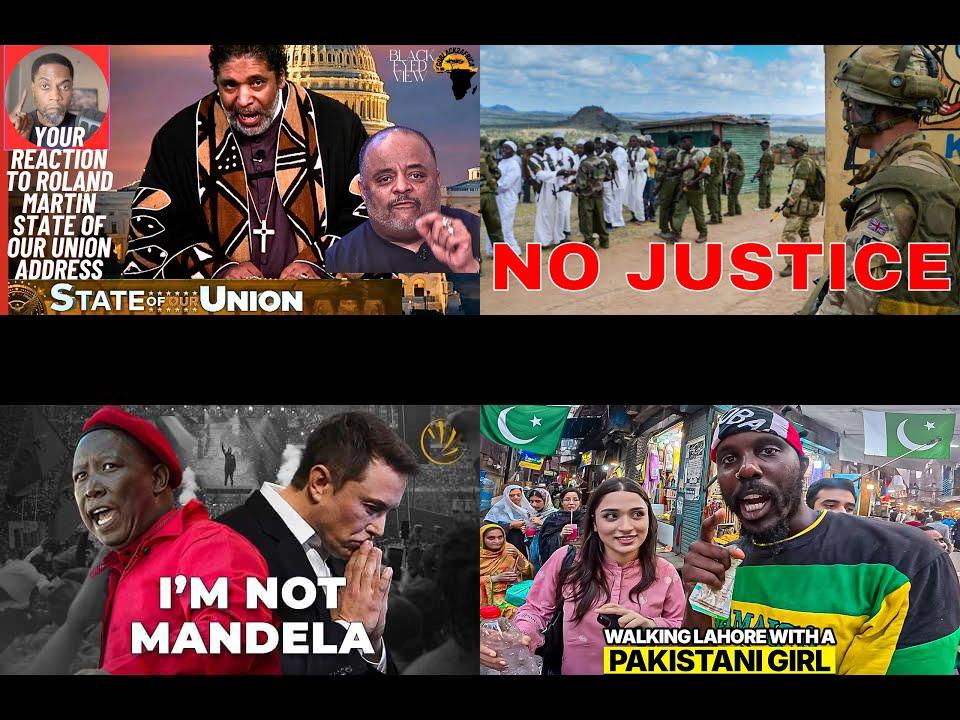 YOUR
REACTION
TO ROLAND
MARTIN
STATE OF
OUR UNION
ADDRESS
BLACK
EYED
VIEW
STATE OF OUR UNION
NO JUSTICE
I'M NOT
MANDELA
WALKING LAHORE WITH A
PAKISTANI GIRL